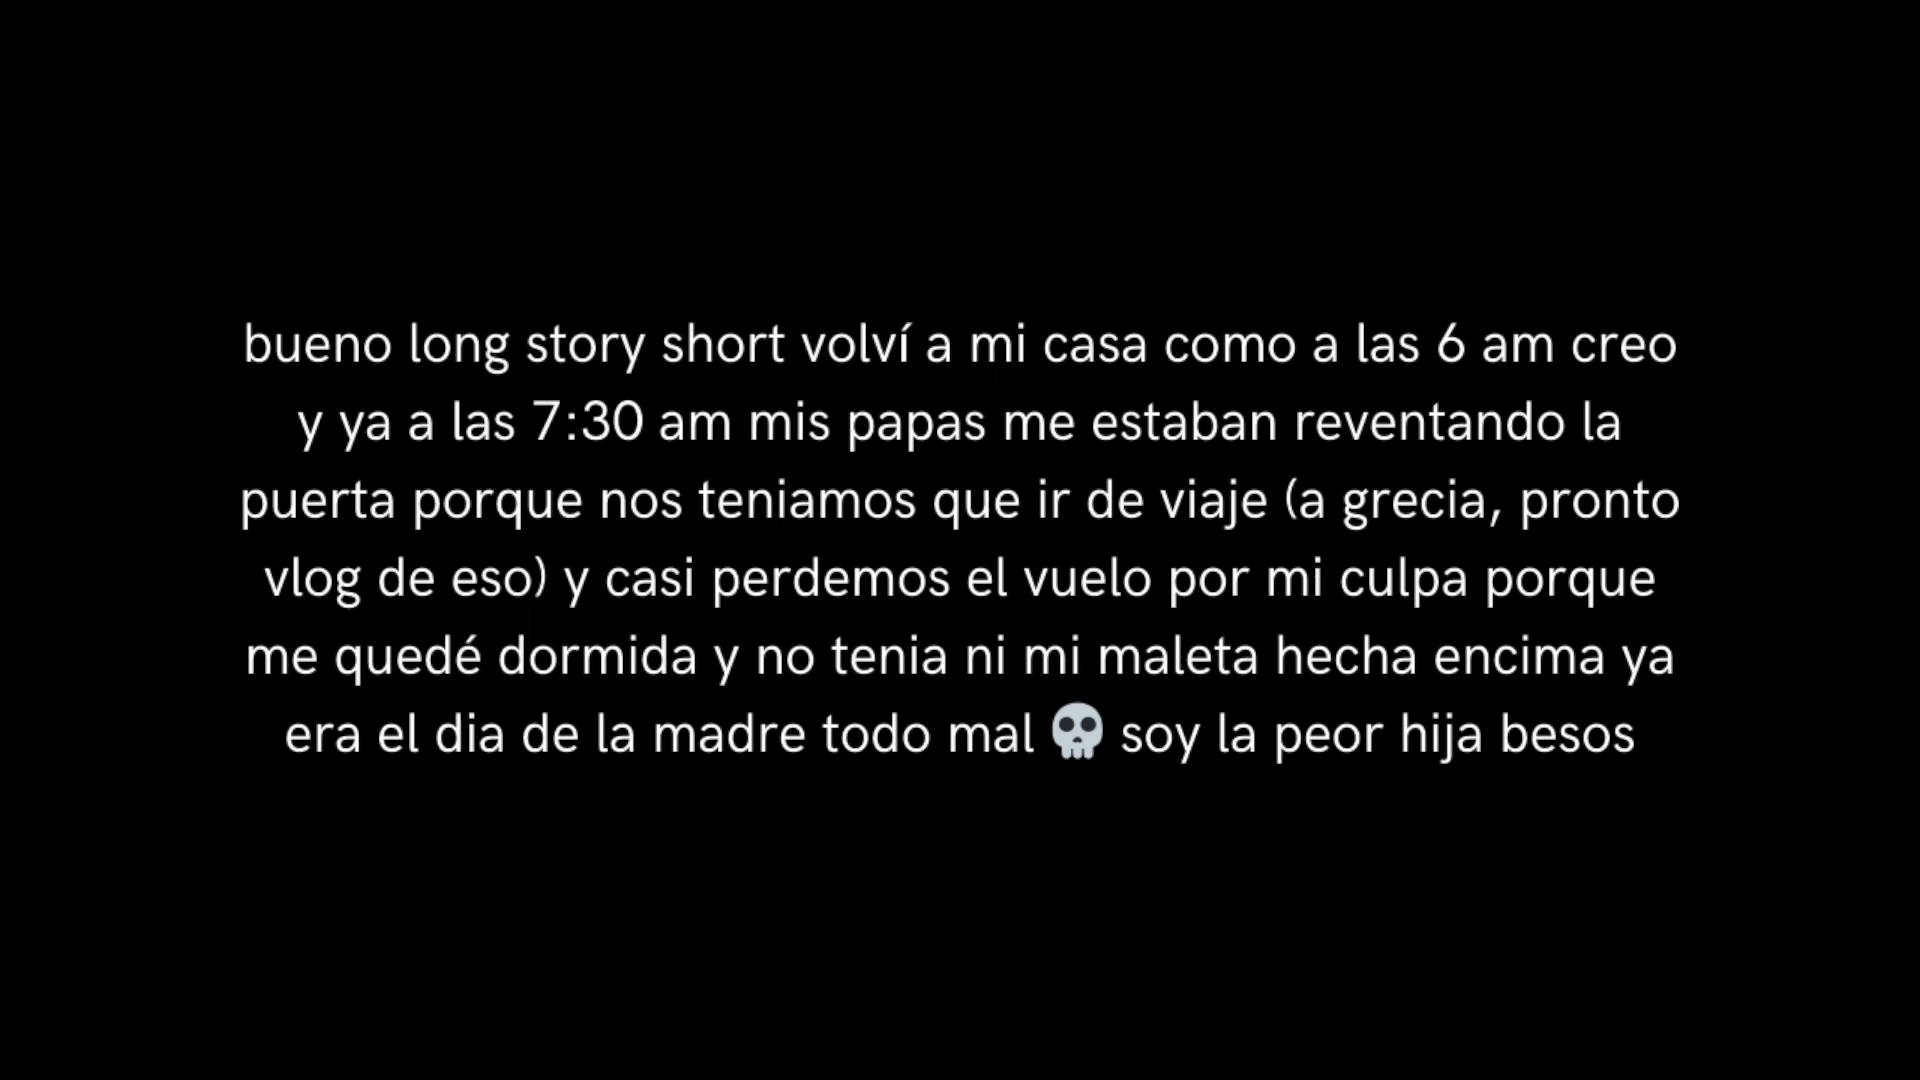 bueno long story short volví a mi casa como a las 6 am creo
y ya a las 7:30 am mis papas me estaban reventando la
puerta porque nos teniamos que ir de viaje (a grecia, pronto
vlog de eso) y casi perdemos el vuelo por mi culpa porque
me quedé dormida y no tenia ni mi maleta hecha encima ya
era el dia de la madre todo mal 💀 soy la peor hija besos